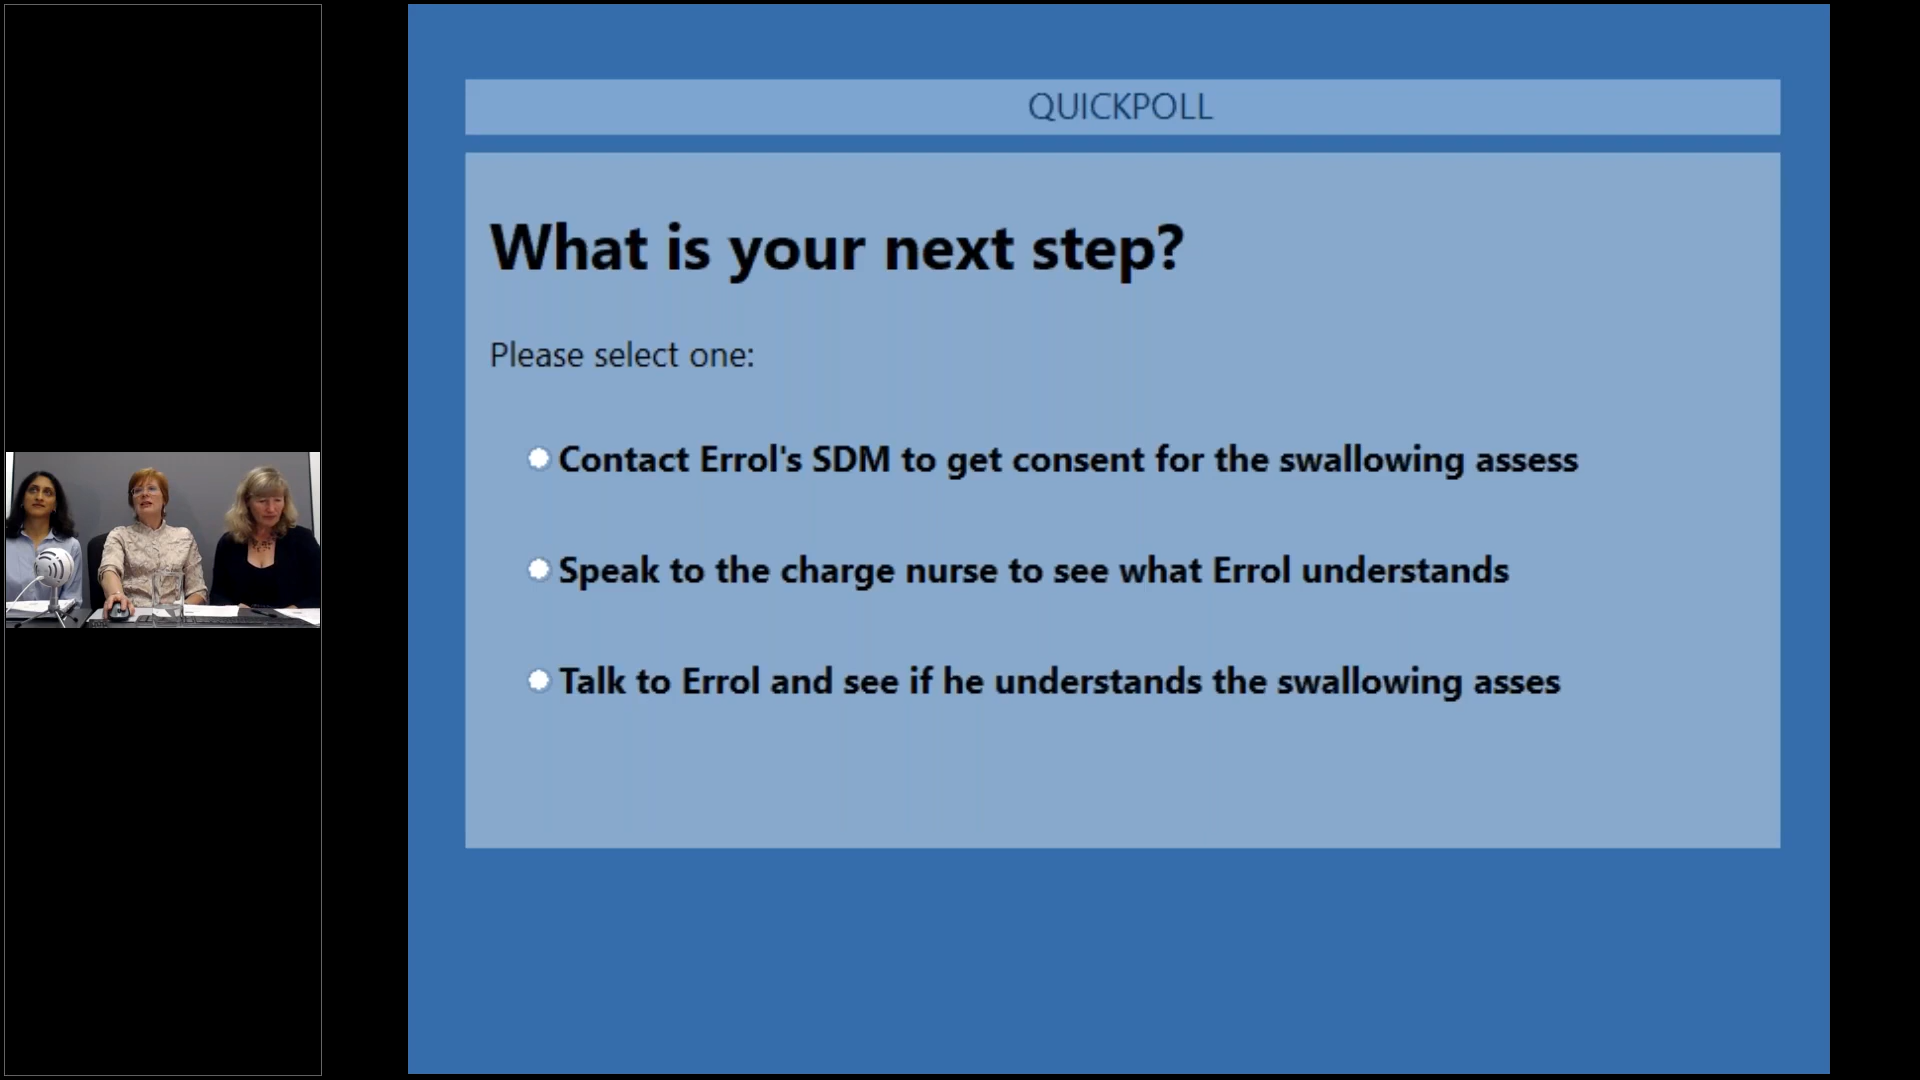 QUICKPOLL
What is your next step?
Please select one:
Contact Errol's SDM to get consent for the swallowing assess
Speak to the charge nurse to see what Errol understands
Talk to Errol and see if he understands the swallowing asses